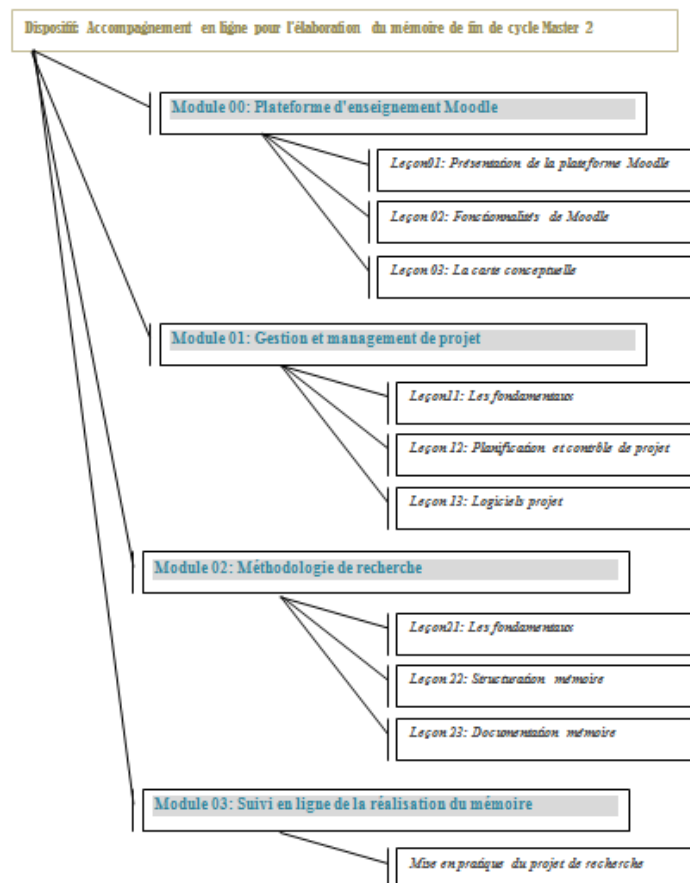 Dispositif: Accompagnement en ligne pour l'élaboration du mémoire de fin de cycle Master 2
Module 00: Plateforme d'enseignement Moodle
Leçon01: Présentation de la plateforme Moodle
Leçon 02: Fonctionnalités de Moodle
Leçon 03: La carte conceptuelle
Module 01: Gestion et management de projet
Leçon11: Les fondamentaux
Leçon 12: Planification et contrôle de projet
Leçon 13: Logiciels projet
Module 02: Méthodologie de recherche
Leçon21: Les fondamentaux
Leçon 22: Structuration mémoire
Leçon 23: Documentation mémoire
Module 03: Suivi en ligne de la réalisation du mémoire
Mise en pratique du projet de recherche